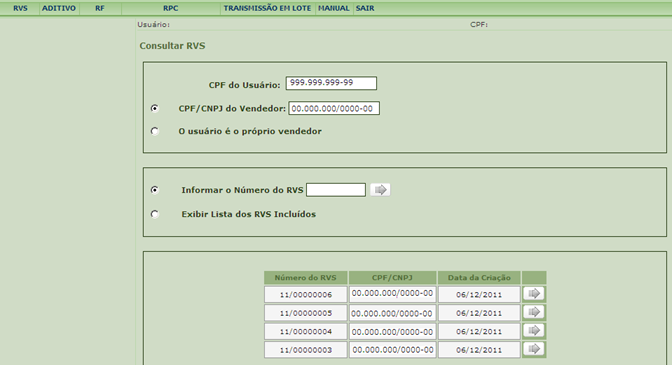 RVS ADITIVO RF RPC TRANSMISSÃO EM LOTE MANUAL SAIR
Usuário: CPF:
Consultar RVS
CPF do Usuário: 999.999.999-99
CPF/CNPJ do Vendedor: 00.000.000/0000-00
O usuário é o próprio vendedor
Informar o Número do RVS
Exibir Lista dos RVS Incluídos
Número do RVS CPF/CNPJ Data da Criação
11/00000006 00.000.000/0000-00 06/12/2011
11/00000005 00.000.000/0000-00 06/12/2011
11/00000004 00.000.000/0000-00 06/12/2011
11/00000003 00.000.000/0000-00 06/12/2011